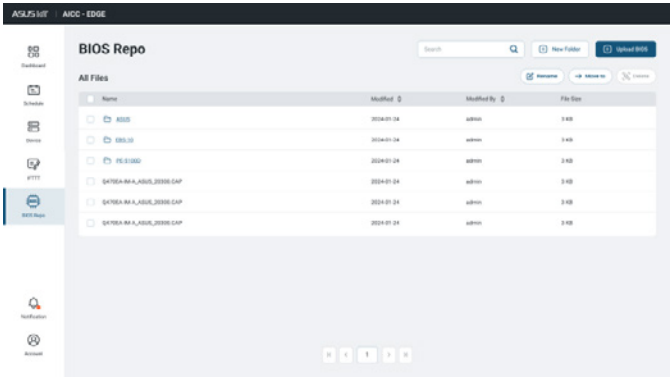 ASUS IoT AICC - EDGE
Dashboard
Schedule
Device
IFTTT
BIOS Repo
Notification
Account
BIOS Repo
Search
New Folder
Upload BIOS
All Files
Rename
Move to
Delete
Name Modified Modified By File Size
ASUS 2024-01-24 admin 3 KB
2024-01-24 admin 3 KB
PE-5100D 2024-01-24 admin 3 KB
Q470EA-IM-A_ASUS_20300.CAP 2024-01-24 admin 3 KB
Q470EA-IM-A_ASUS_20300.CAP 2024-01-24 admin 3 KB
Q470EA-IM-A_ASUS_20300.CAP 2024-01-24 admin 3 KB
1